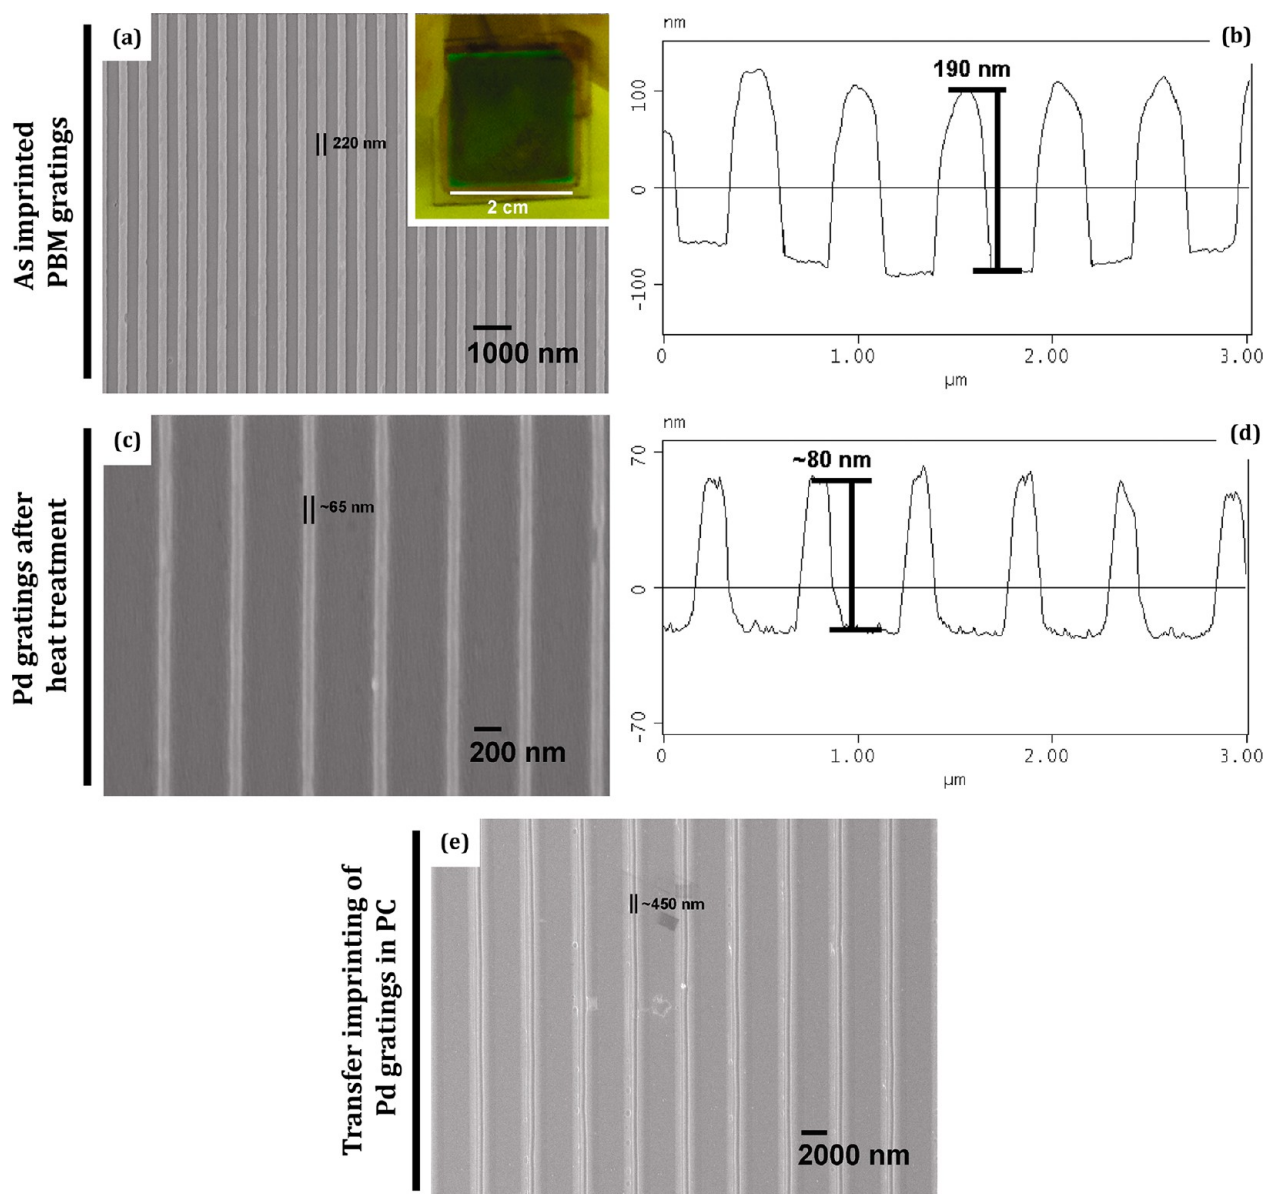 As imprinted
PBM gratings
(a)
220 nm
2 cm
1000 nm
(b)
nm
190 nm
100
0
-100
0 1.00 2.00 3.00
µm
Pd gratings after
heat treatment
(c)
~65 nm
200 nm
(d)
nm
~80 nm
70
0
-70
0 1.00 2.00 3.00
µm
Transfer imprinting of
Pd gratings in PC
(e)
~450 nm
2000 nm